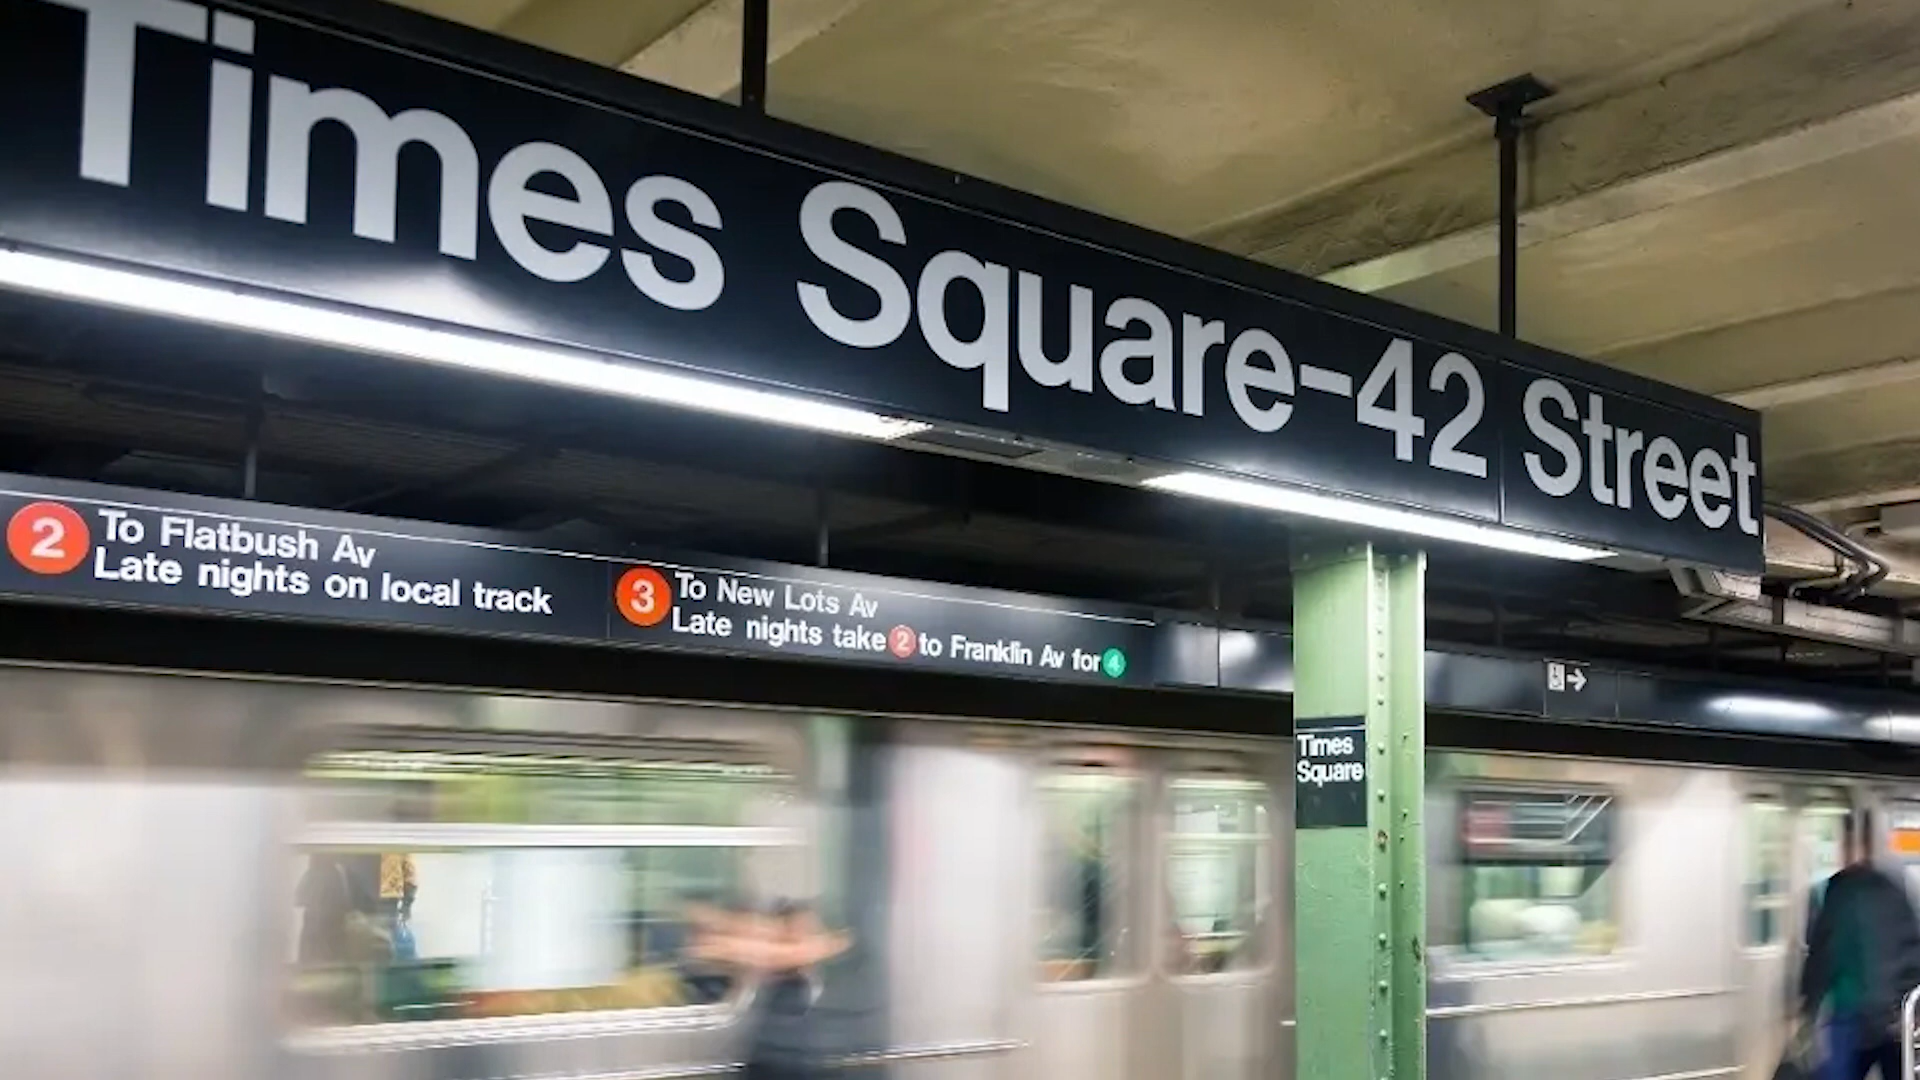 Times Square-42 Street
2 To Flatbush Av
Late nights on local track
3 To New Lots Av
Late nights take 2 to Franklin Av for 4
Times
Square